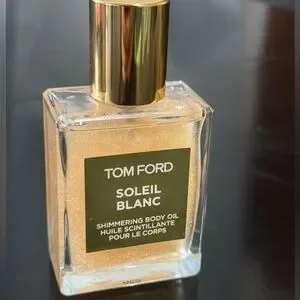 TOM FORD
SOLEIL
BLANC
SHIMMERING BODY OIL
HUILE SCINTILLANTE
POUR LE CORPS